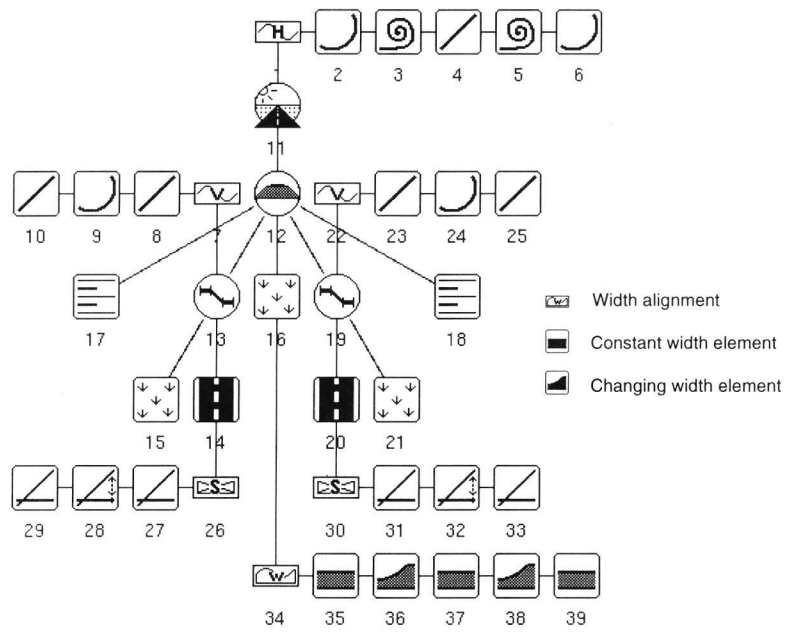 H
2 3 4 5 6
1
11
V V
10 9 8 7 12 22 23 24 25
17 13 16 19 18
Width alignment
Constant width element
Changing width element
15 14 20 21
S S
29 28 27 26 30 31 32 33
W
34 35 36 37 38 39
W